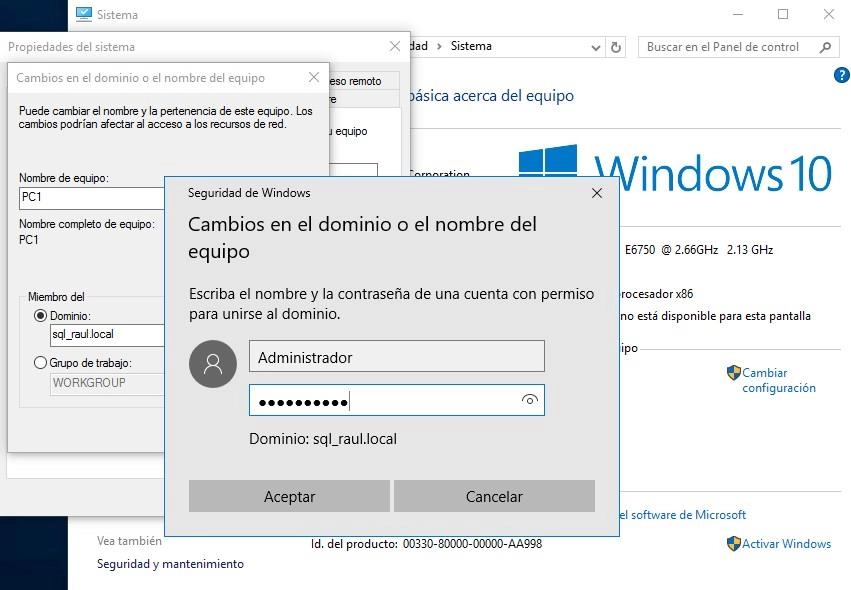 Sistema
Propiedades del sistema
dad > Sistema
Buscar en el Panel de control
Cambios en el dominio o el nombre del equipo
eso remoto
re
básica acerca del equipo
?
Puede cambiar el nombre y la pertenencia de este equipo. Los
cambios podrían afectar al acceso a los recursos de red.
u equipo
Nombre de equipo:
PC1
Nombre completo de equipo:
PC1
Corporation
Windows 10
Miembro del
Dominio:
sql_raul.local
Grupo de trabajo:
WORKGROUP
Seguridad de Windows
Cambios en el dominio o el nombre del
equipo
Escriba el nombre y la contraseña de una cuenta con permiso
para unirse al dominio.
Administrador
●●●●●●●●●●
Dominio: sql_raul.local
Aceptar
Cancelar
E6750 @ 2.66GHz 2.13 GHz
rocesador x86
no está disponible para esta pantalla
ipo
Cambiar
configuración
el software de Microsoft
Vea también
Id. del producto: 00330-80000-00000-AA998
Activar Windows
Seguridad y mantenimiento